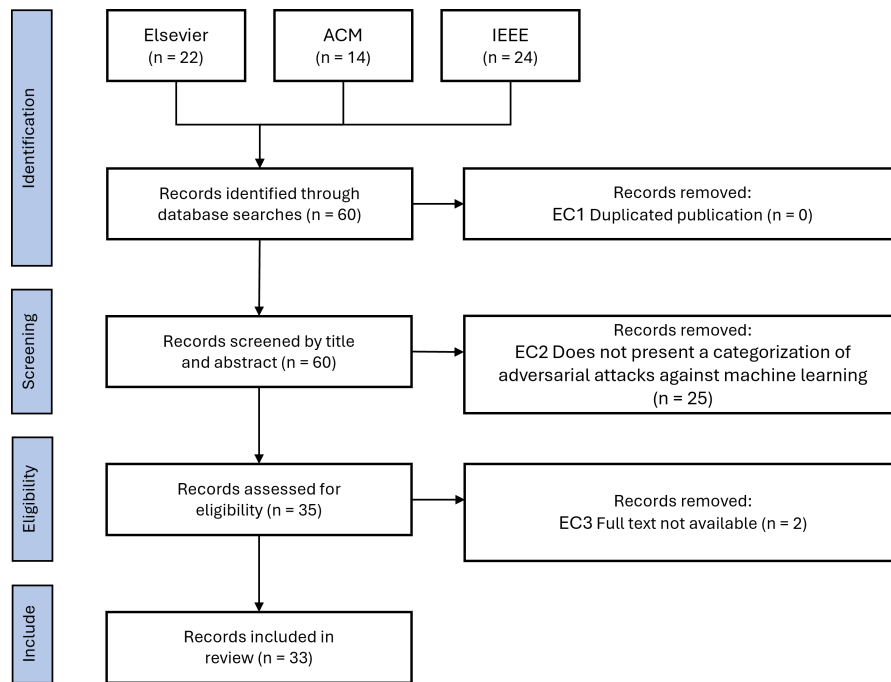 Elsevier
(n = 22)
ACM
(n = 14)
IEEE
(n = 24)
Identification
Records identified through
database searches (n = 60)
Records removed:
EC1 Duplicated publication (n = 0)
Screening
Records screened by title
and abstract (n = 60)
Records removed:
EC2 Does not present a categorization of
adversarial attacks against machine learning
(n = 25)
Eligibility
Records assessed for
eligibility (n = 35)
Records removed:
EC3 Full text not available (n = 2)
Include
Records included in
review (n = 33)